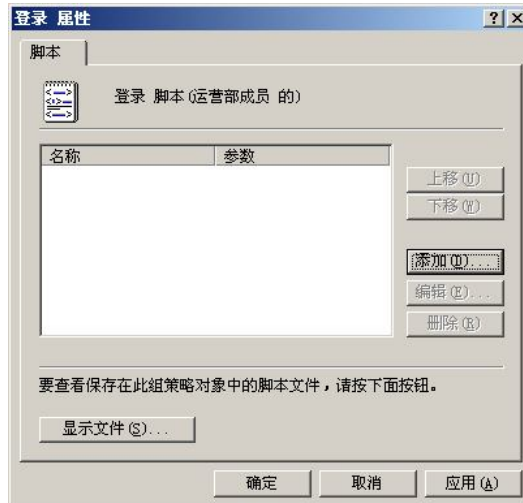 登录 属性
脚本
登录 脚本(运营部成员 的)
名称 参数
上移(U)
下移(W)
添加(D)...
编辑(E)...
删除(R)
要查看保存在此组策略对象中的脚本文件，请按下面按钮。
显示文件(S)...
确定 取消 应用(A)